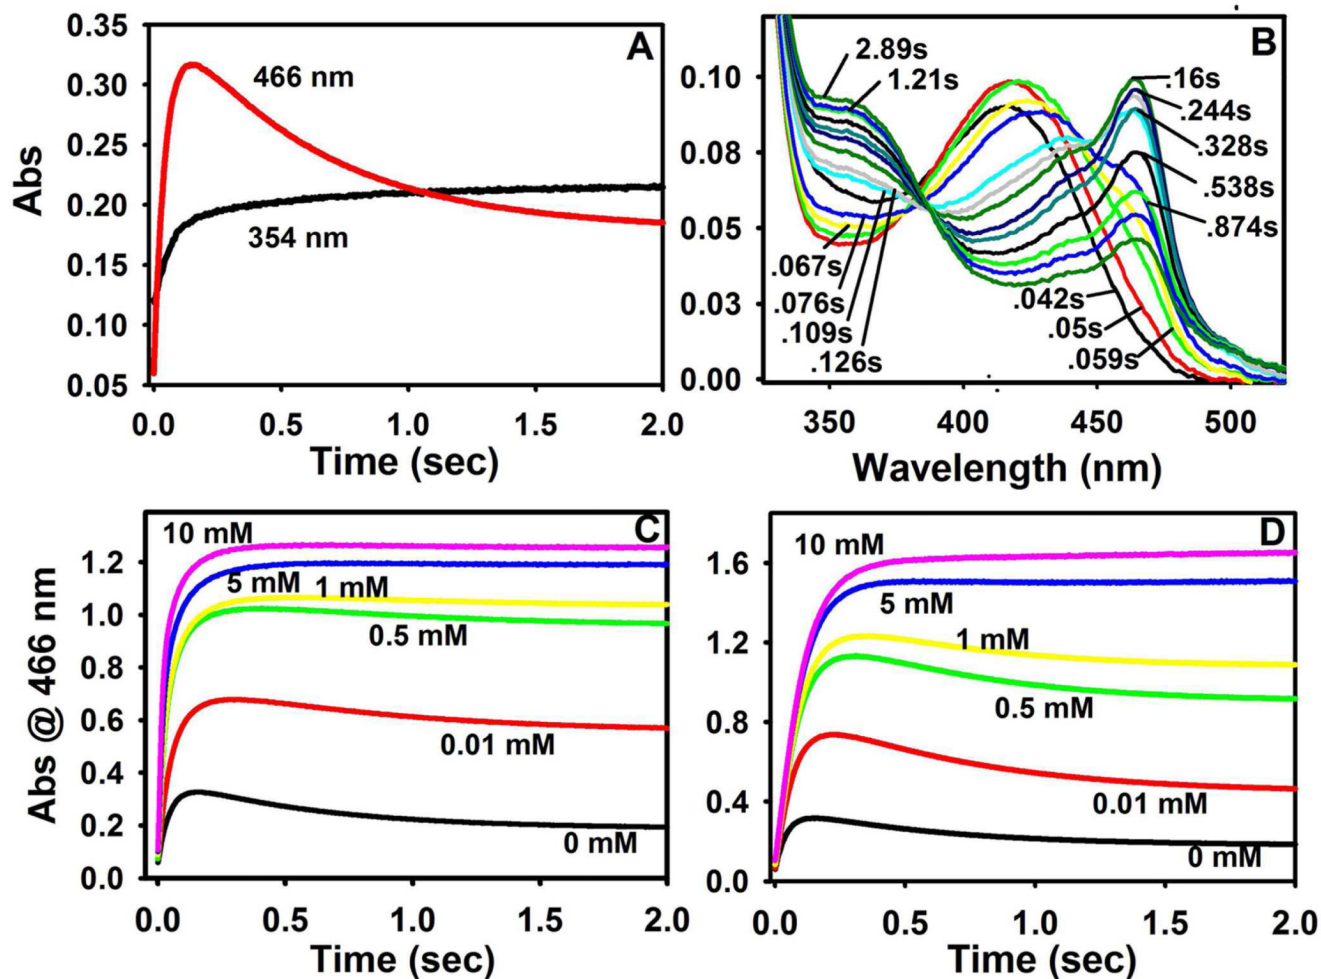 A
0.35
0.30
0.25
0.20
0.15
0.10
0.05
Abs
466 nm
354 nm
0.0 0.5 1.0 1.5 2.0
Time (sec)
B
0.10
0.08
0.05
0.03
0.00
2.89s
1.21s
.16s
.244s
.328s
.538s
.874s
.067s
.076s
.109s
.126s
.042s
.05s
.059s
350 400 450 500
Wavelength (nm)
C
1.2
1.0
0.8
0.6
0.4
0.2
0.0
Abs @ 466 nm
10 mM
5 mM 1 mM
0.5 mM
0.01 mM
0 mM
0.0 0.5 1.0 1.5 2.0
Time (sec)
D
1.6
1.2
0.8
0.4
0.0
10 mM
5 mM
1 mM
0.5 mM
0.01 mM
0 mM
0.0 0.5 1.0 1.5 2.0
Time (sec)